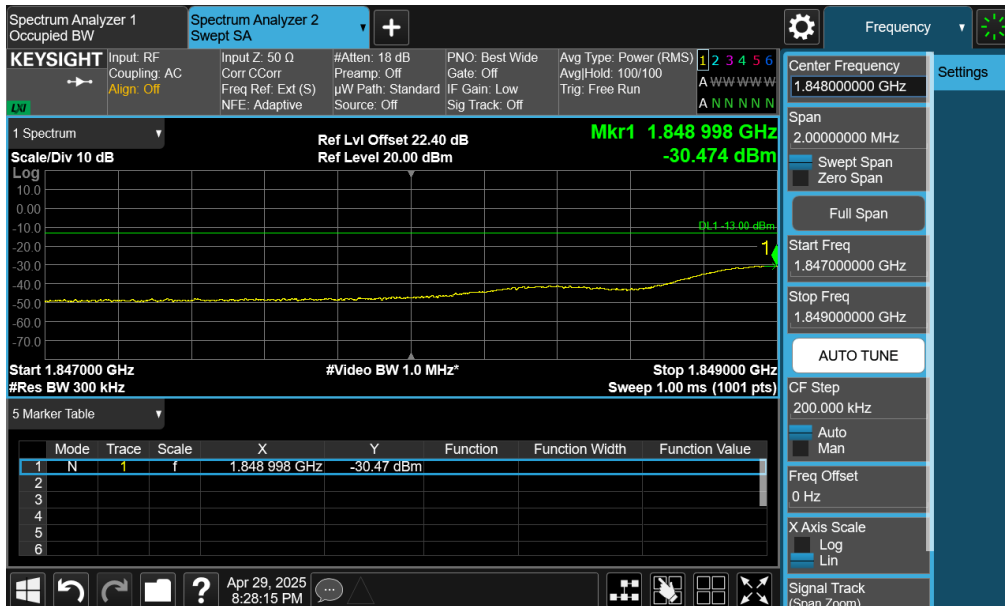 Spectrum Analyzer 1
Occupied BW
Spectrum Analyzer 2
Swept SA
▼
+
Frequency
▼
KEYSIGHT
LXI
Input: RF
Coupling: AC
Align: Off
Input Z: 50 Ω
Corr CCorr
Freq Ref: Ext (S)
NFE: Adaptive
#Atten: 18 dB
Preamp: Off
µW Path: Standard
Source: Off
PNO: Best Wide
Gate: Off
IF Gain: Low
Sig Track: Off
Avg Type: Power (RMS)
Avg|Hold: 100/100
Trig: Free Run
1 2 3 4 5 6
A W W W W W
A N N N N N
1 Spectrum
▼
Scale/Div 10 dB
Ref Lvl Offset 22.40 dB
Ref Level 20.00 dBm
Mkr1 1.848 998 GHz
-30.474 dBm
Log
10.0
0.00
-10.0
-20.0
-30.0
-40.0
-50.0
-60.0
-70.0
DL1 -13.00 dBm
1
Start 1.847000 GHz
#Video BW 1.0 MHz*
Stop 1.849000 GHz
#Res BW 300 kHz
Sweep 1.00 ms (1001 pts)
5 Marker Table
▼
Mode Trace Scale X Y Function Function Width Function Value
1 N 1 f 1.848 998 GHz -30.47 dBm
2
3
4
5
6
Center Frequency
1.848000000 GHz
Settings
Span
2.00000000 MHz
Swept Span
Zero Span
Full Span
Start Freq
1.847000000 GHz
Stop Freq
1.849000000 GHz
AUTO TUNE
CF Step
200.000 kHz
Auto
Man
Freq Offset
0 Hz
X Axis Scale
Log
Lin
Signal Track
(Span Zoom)
?
Apr 29, 2025
8:28:15 PM